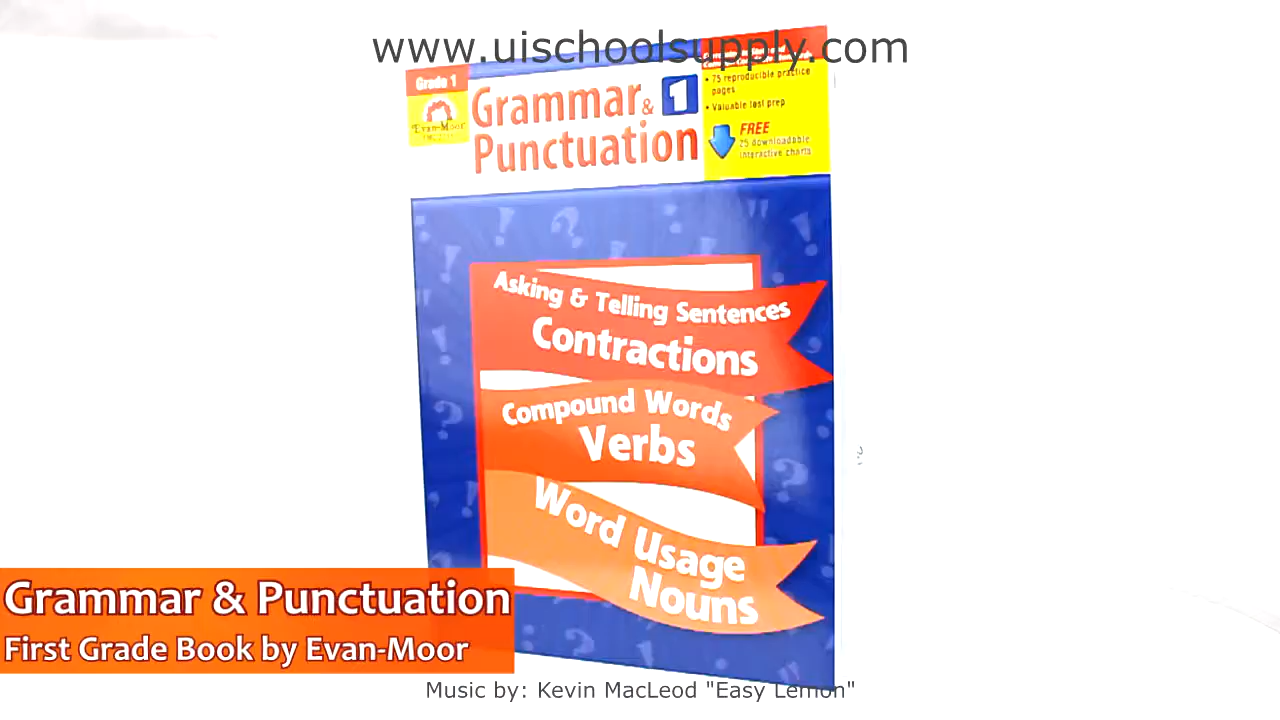 www.uischoolsupply.com
Grade 1
Evan-Moor
Grammar & 1
Punctuation
• 75 reproducible practice
pages
• Valuable test prep
FREE
25 downloadable
interactive charts
Asking & Telling Sentences
Contractions
Compound Words
Verbs
Word Usage
Nouns
Grammar & Punctuation
First Grade Book by Evan-Moor
Music by: Kevin MacLeod "Easy Lemon"